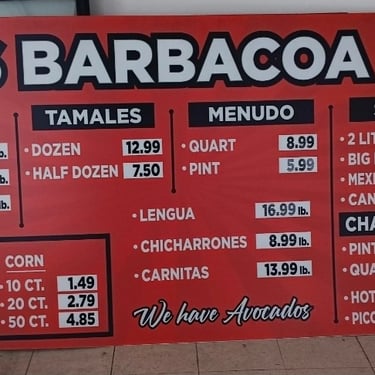 S BARBACOA
TAMALES
• DOZEN 12.99
• HALF DOZEN 7.50
MENUDO
• QUART 8.99
• PINT 5.99
• LENGUA 16.99 lb.
• CHICHARRONES 8.99 lb.
• CARNITAS 13.99 lb.
We have Avocados
b.
b.
b.
CORN
• 10 CT. 1.49
• 20 CT. 2.79
• 50 CT. 4.85
• 2 LIT
• BIG
• MEXI
• CAN
CHA
• PINT
• QUA
• HOT
• PICO